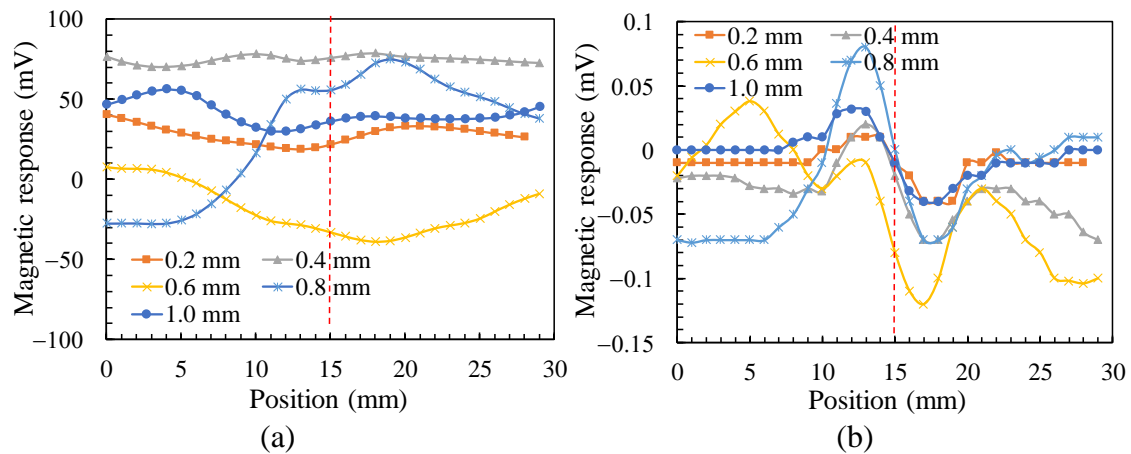 100
50
0
−50
−100
Magnetic response (mV)
0.2 mm
0.4 mm
0.6 mm
0.8 mm
1.0 mm
0
5
10
15
20
25
30
Position (mm)
(a)
0.1
0.05
0
−0.05
−0.1
−0.15
Magnetic response (mV)
0.2 mm
0.4 mm
0.6 mm
0.8 mm
1.0 mm
0
5
10
15
20
25
30
Position (mm)
(b)